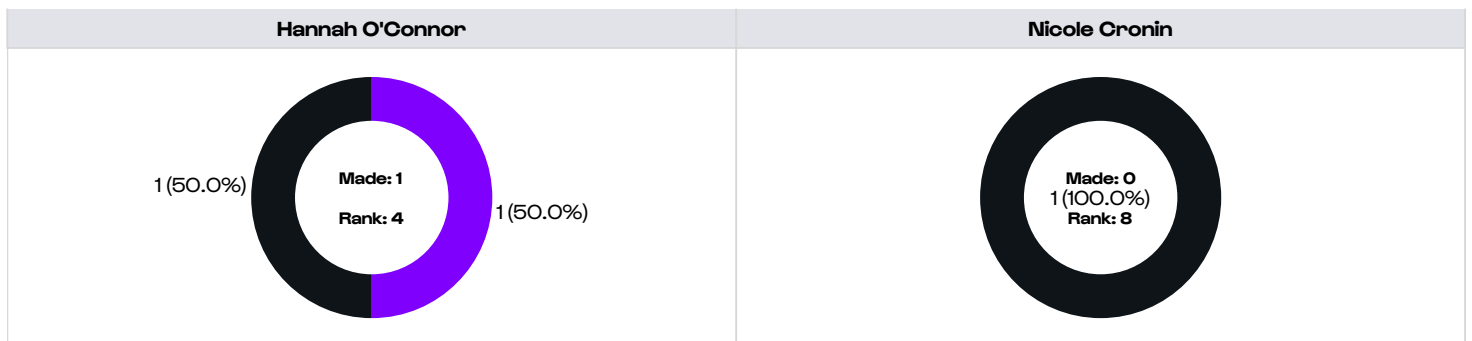 Hannah O'Connor
Nicole Cronin
1 (50.0%)
Made: 1
Rank: 4
1 (50.0%)
Made: 0
1 (100.0%)
Rank: 8